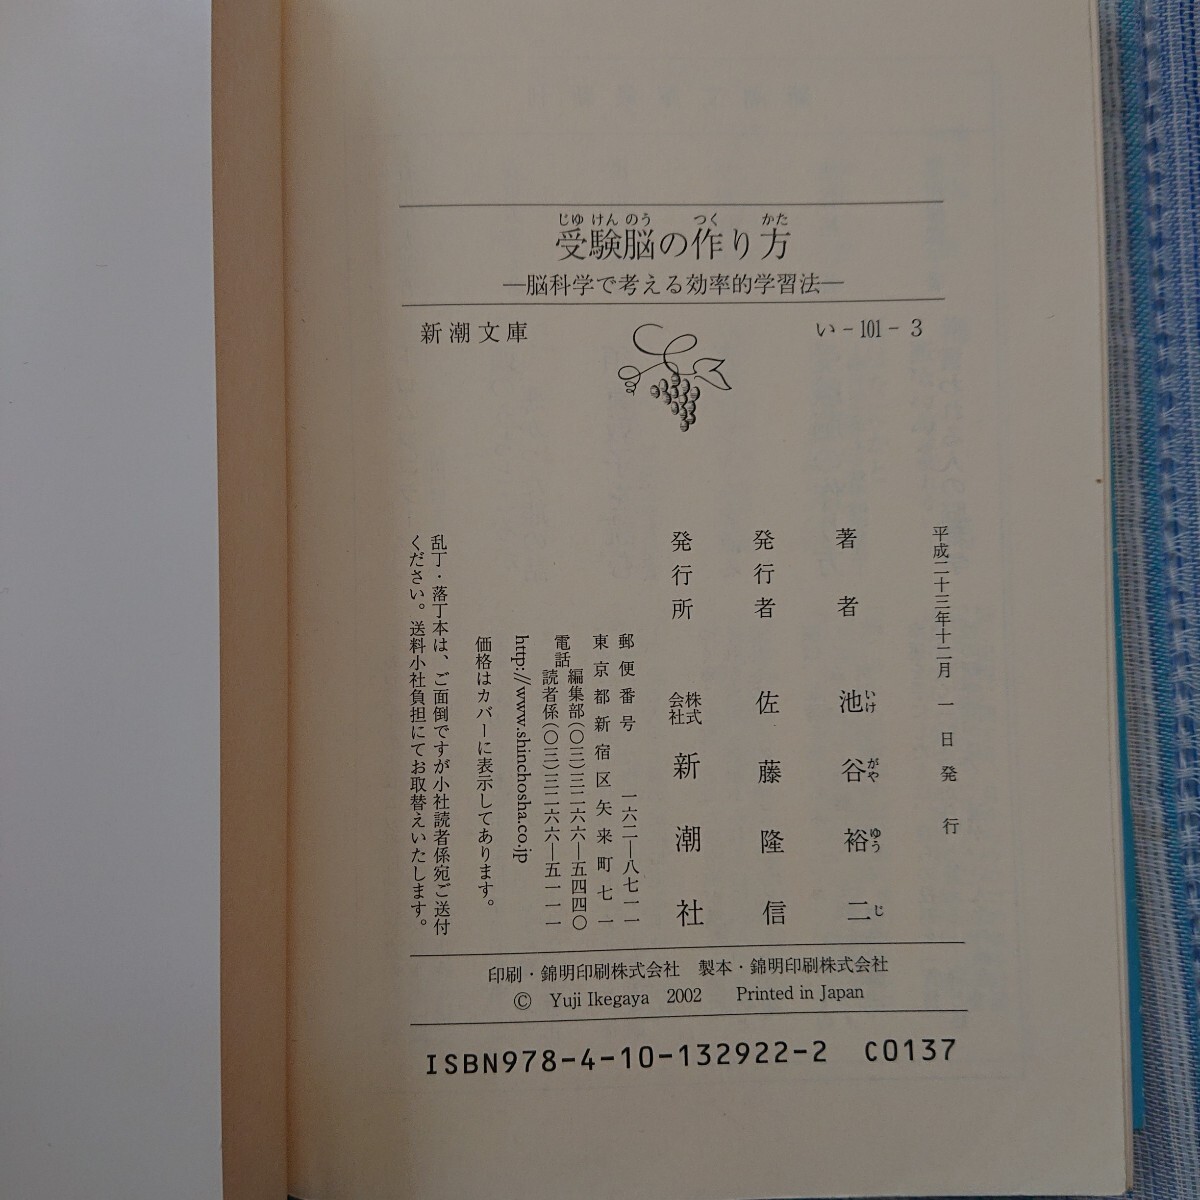 じゅけんのう つく かた
受験脳の作り方
―脳科学で考える効率的学習法―
新潮文庫
い-101-3
平成二十三年十二月一日発行
著者 池谷裕二
いけ がや ゆう じ
発行者 佐藤隆信
発行所 株式会社 新潮社
郵便番号 一六二―八七一一
東京都新宿区矢来町七一
電話 編集部(〇三)三二六六―五四四〇
読者係(〇三)三二六六―五一一一
http://www.shinchosha.co.jp
価格はカバーに表示してあります。
乱丁・落丁本は、ご面倒ですが小社読者係宛ご送付
ください。送料小社負担にてお取替えいたします。
印刷・錦明印刷株式会社 製本・錦明印刷株式会社
© Yuji Ikegaya 2002 Printed in Japan
ISBN978-4-10-132922-2 C0137